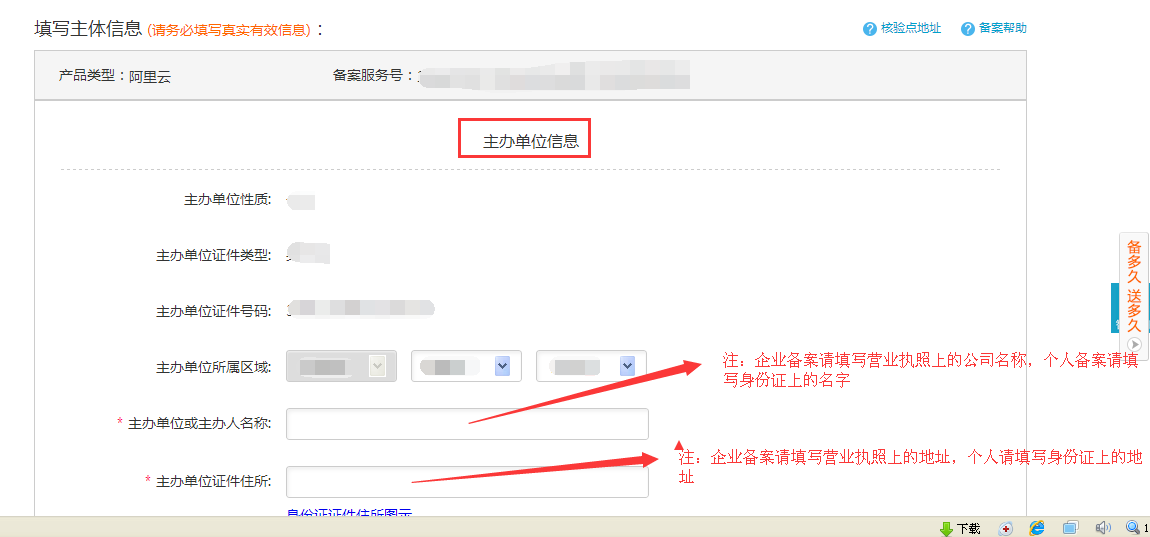 填写主体信息 (请务必填写真实有效信息) :
核验点地址 备案帮助
产品类型: 阿里云 备案服务号:
主办单位信息
主办单位性质:
主办单位证件类型:
主办单位证件号码:
主办单位所属区域:
注: 企业备案请填写营业执照上的公司名称, 个人备案请填
写身份证上的名字
* 主办单位或主办人名称:
注: 企业备案请填写营业执照上的地址, 个人请填写身份证上的地
址
* 主办单位证件住所:
身份证证件住所图示
备多久
送多久
下载
1